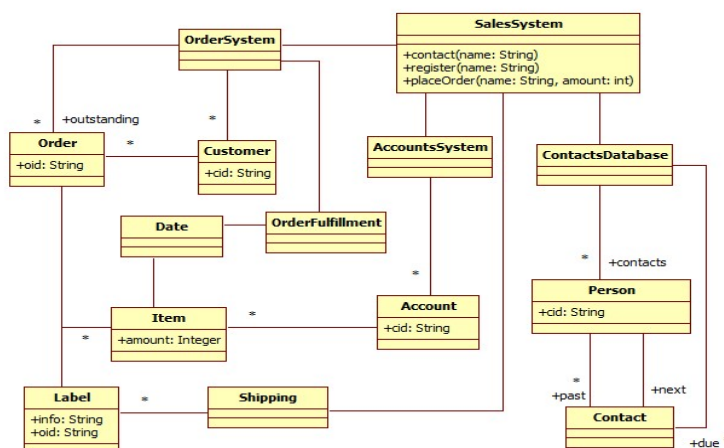 SalesSystem
+contact(name: String)
+register(name: String)
+placeOrder(name: String, amount: int)
OrderSystem
*
+outstanding
*
Order
+oid: String
*
Customer
+cid: String
AccountsSystem
ContactsDatabase
Date
OrderFulfillment
*
*
+contacts
Person
+cid: String
Item
+amount: Integer
*
*
Account
+cid: String
*
+past
+next
Label
+info: String
+oid: String
*
Shipping
Contact
+due